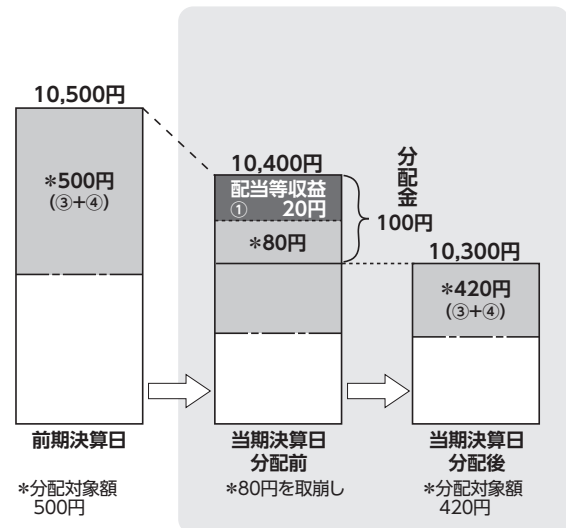 10,500円
＊500円
(③+④)
前期決算日
＊分配対象額
500円
10,400円
配当等収益
① 20円
＊80円
分配金
100円
当期決算日
分配前
＊80円を取崩し
10,300円
＊420円
(③+④)
当期決算日
分配後
＊分配対象額
420円